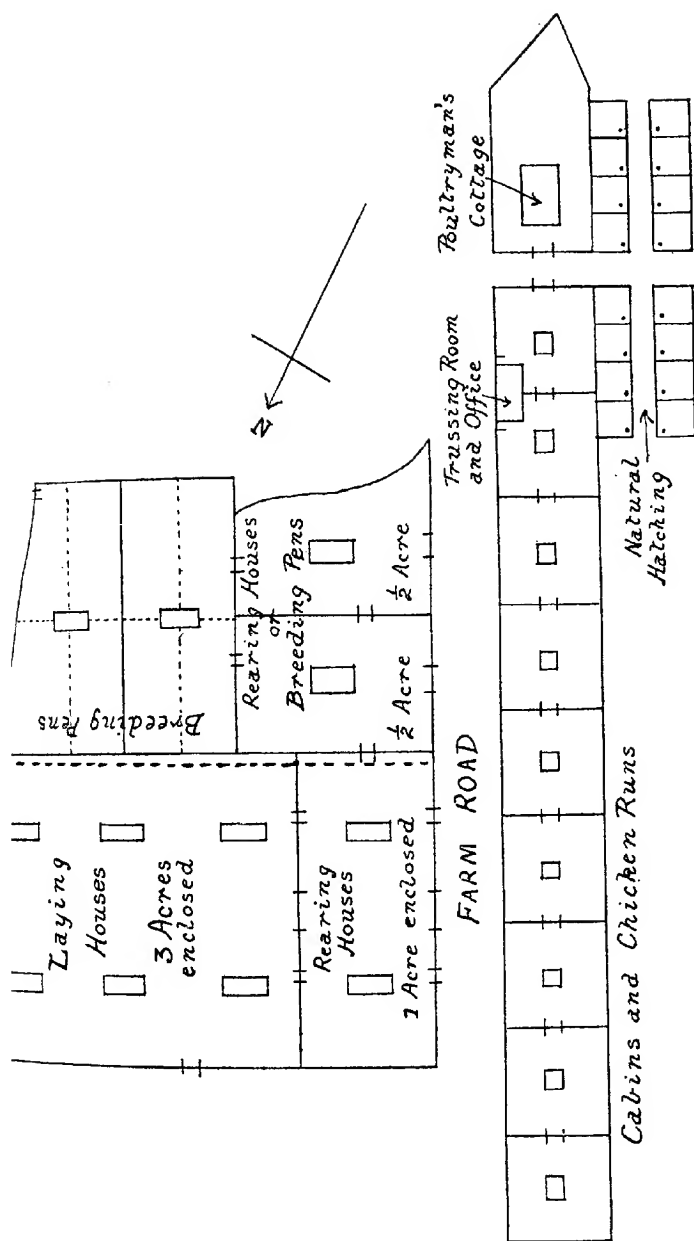 Poultryman's
Cottage
Trussing Room
and Office
Natural
Hatching
N
Rearing Houses
or
Breeding Pens
½ Acre
½ Acre
Breeding Pens
FARM ROAD
Laying
Houses
3 Acres
enclosed
Rearing
Houses
1 Acre enclosed
Cabins and Chicken Runs